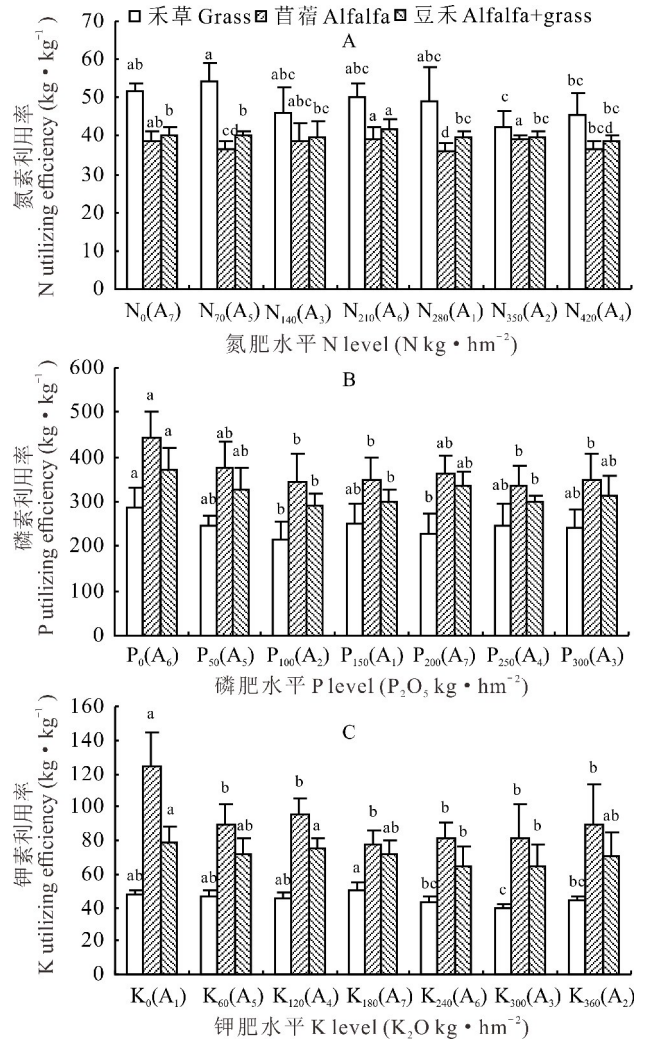 70 禾草 Grass 苜蓿 Alfalfa 豆禾 Alfalfa+grass
A
ab a abc abc abc c bc
ab b cd b abc bc a a d bc a bc bcd bc
60
50
40
30
20
10
0
氮素利用率
N utilizing efficiency (kg·kg⁻¹)
N₀(A₇) N₇₀(A₅) N₁₄₀(A₃) N₂₁₀(A₆) N₂₈₀(A₁) N₃₅₀(A₂) N₄₂₀(A₄)
氮肥水平 N level (N kg·hm⁻²)
B
600
500
400
300
200
100
0
a a a ab ab ab b b b ab b b b ab ab ab b b ab b ab
磷素利用率
P utilizing efficiency (kg·kg⁻¹)
P₀(A₆) P₅₀(A₅) P₁₀₀(A₂) P₁₅₀(A₁) P₂₀₀(A₇) P₂₅₀(A₄) P₃₀₀(A₃)
磷肥水平 P level (P₂O₅ kg·hm⁻²)
C
160
140
120
100
80
60
40
20
0
ab a a ab b ab ab b a a b ab bc b b c b b bc b ab
钾素利用率
K utilizing efficiency (kg·kg⁻¹)
K₀(A₁) K₆₀(A₅) K₁₂₀(A₄) K₁₈₀(A₇) K₂₄₀(A₆) K₃₀₀(A₃) K₃₆₀(A₂)
钾肥水平 K level (K₂O kg·hm⁻²)